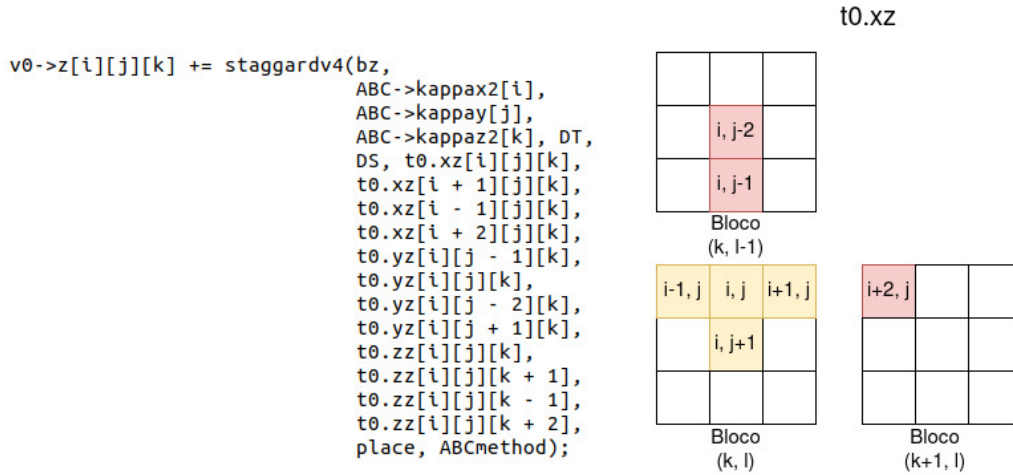 t0.xz
v0->z[i][j][k] += staggardv4(bz,
ABC->kappax2[i],
ABC->kappay[j],
ABC->kappaz2[k], DT,
DS, t0.xz[i][j][k],
t0.xz[i + 1][j][k],
t0.xz[i - 1][j][k],
t0.xz[i + 2][j][k],
t0.yz[i][j - 1][k],
t0.yz[i][j][k],
t0.yz[i][j - 2][k],
t0.yz[i][j + 1][k],
t0.zz[i][j][k],
t0.zz[i][j][k + 1],
t0.zz[i][j][k - 1],
t0.zz[i][j][k + 2],
place, ABCmethod);
i, j-2
i, j-1
Bloco
(k, l-1)
i-1, j
i, j
i+1, j
i, j+1
Bloco
(k, l)
i+2, j
Bloco
(k+1, l)